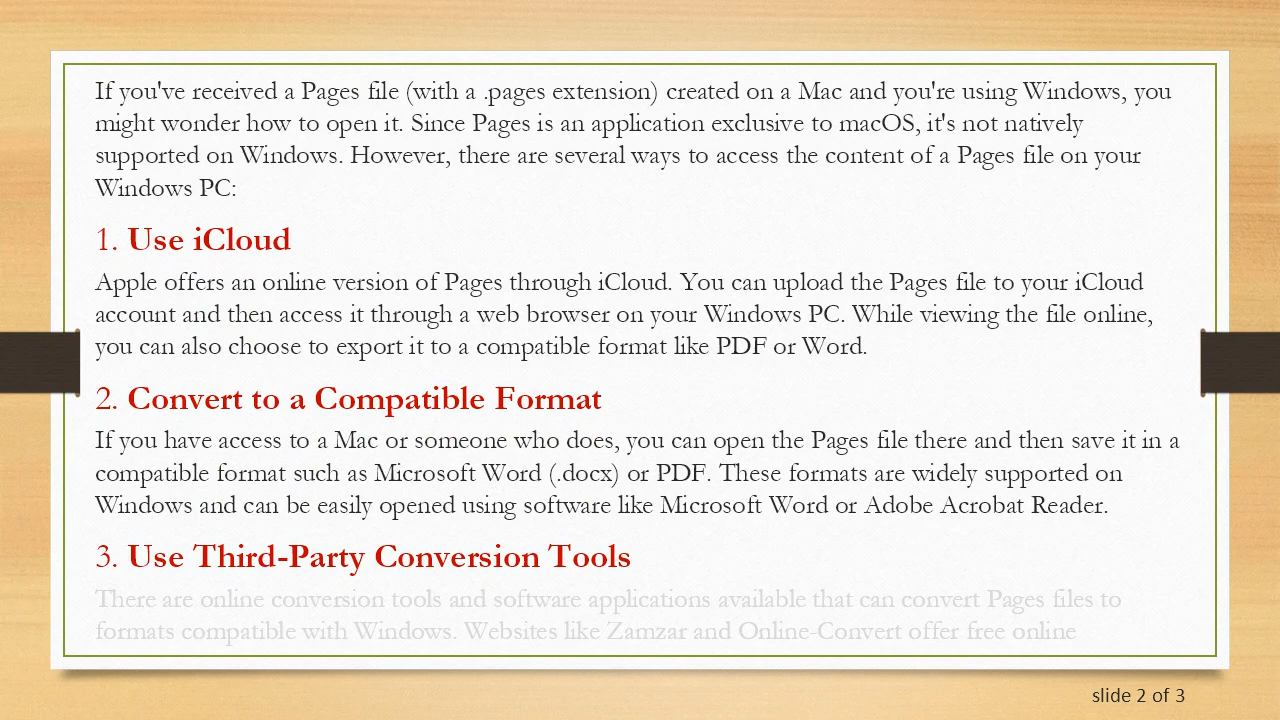 If you've received a Pages file (with a .pages extension) created on a Mac and you're using Windows, you
might wonder how to open it. Since Pages is an application exclusive to macOS, it's not natively
supported on Windows. However, there are several ways to access the content of a Pages file on your
Windows PC:
1. Use iCloud
Apple offers an online version of Pages through iCloud. You can upload the Pages file to your iCloud
account and then access it through a web browser on your Windows PC. While viewing the file online,
you can also choose to export it to a compatible format like PDF or Word.
2. Convert to a Compatible Format
If you have access to a Mac or someone who does, you can open the Pages file there and then save it in a
compatible format such as Microsoft Word (.docx) or PDF. These formats are widely supported on
Windows and can be easily opened using software like Microsoft Word or Adobe Acrobat Reader.
3. Use Third-Party Conversion Tools
There are online conversion tools and software applications available that can convert Pages files to
formats compatible with Windows. Websites like Zamzar and Online-Convert offer free online
slide 2 of 3